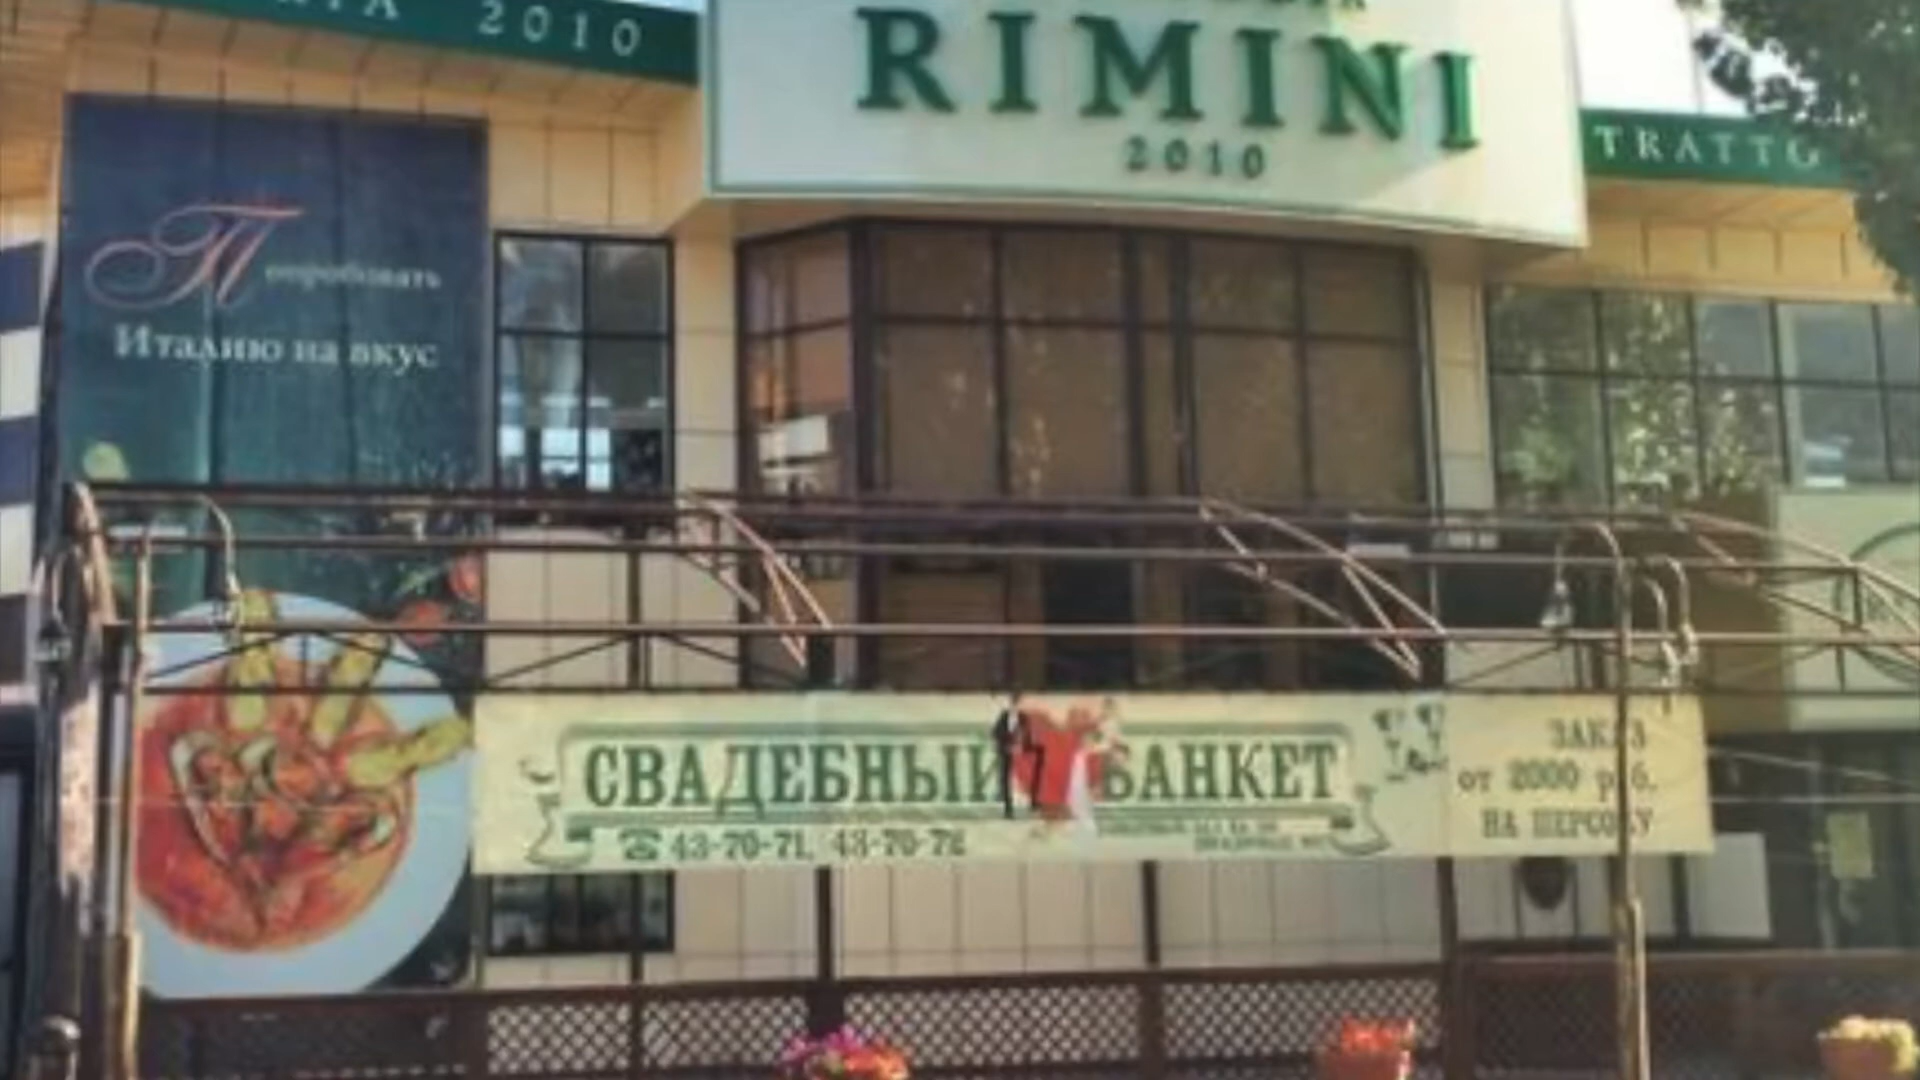 2010
RIMINI
2010
TRATTO
Попробовать
Италию на вкус
СВАДЕБНЫЙ БАНКЕТ
43-70-71, 43-70-72
ЗАКАЗ
от 2000 руб.
НА ПЕРСОНУ